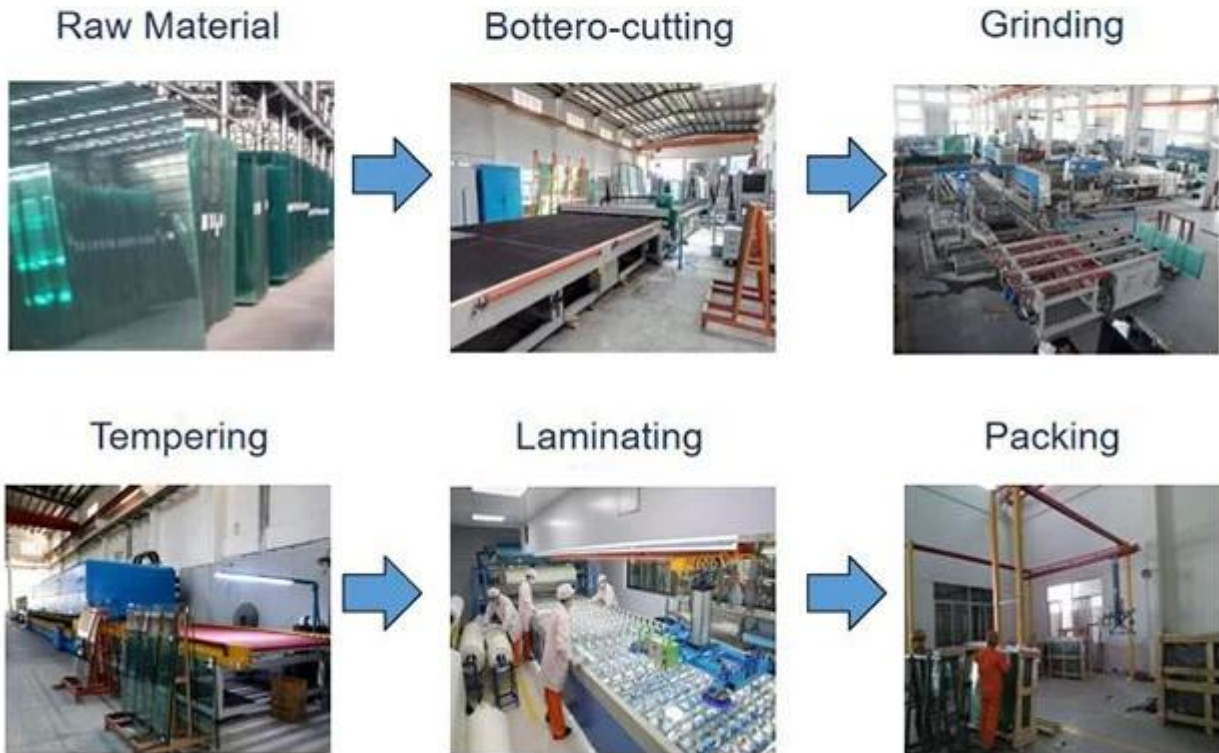 Raw Material
Bottero-cutting
Grinding
Tempering
Laminating
Packing